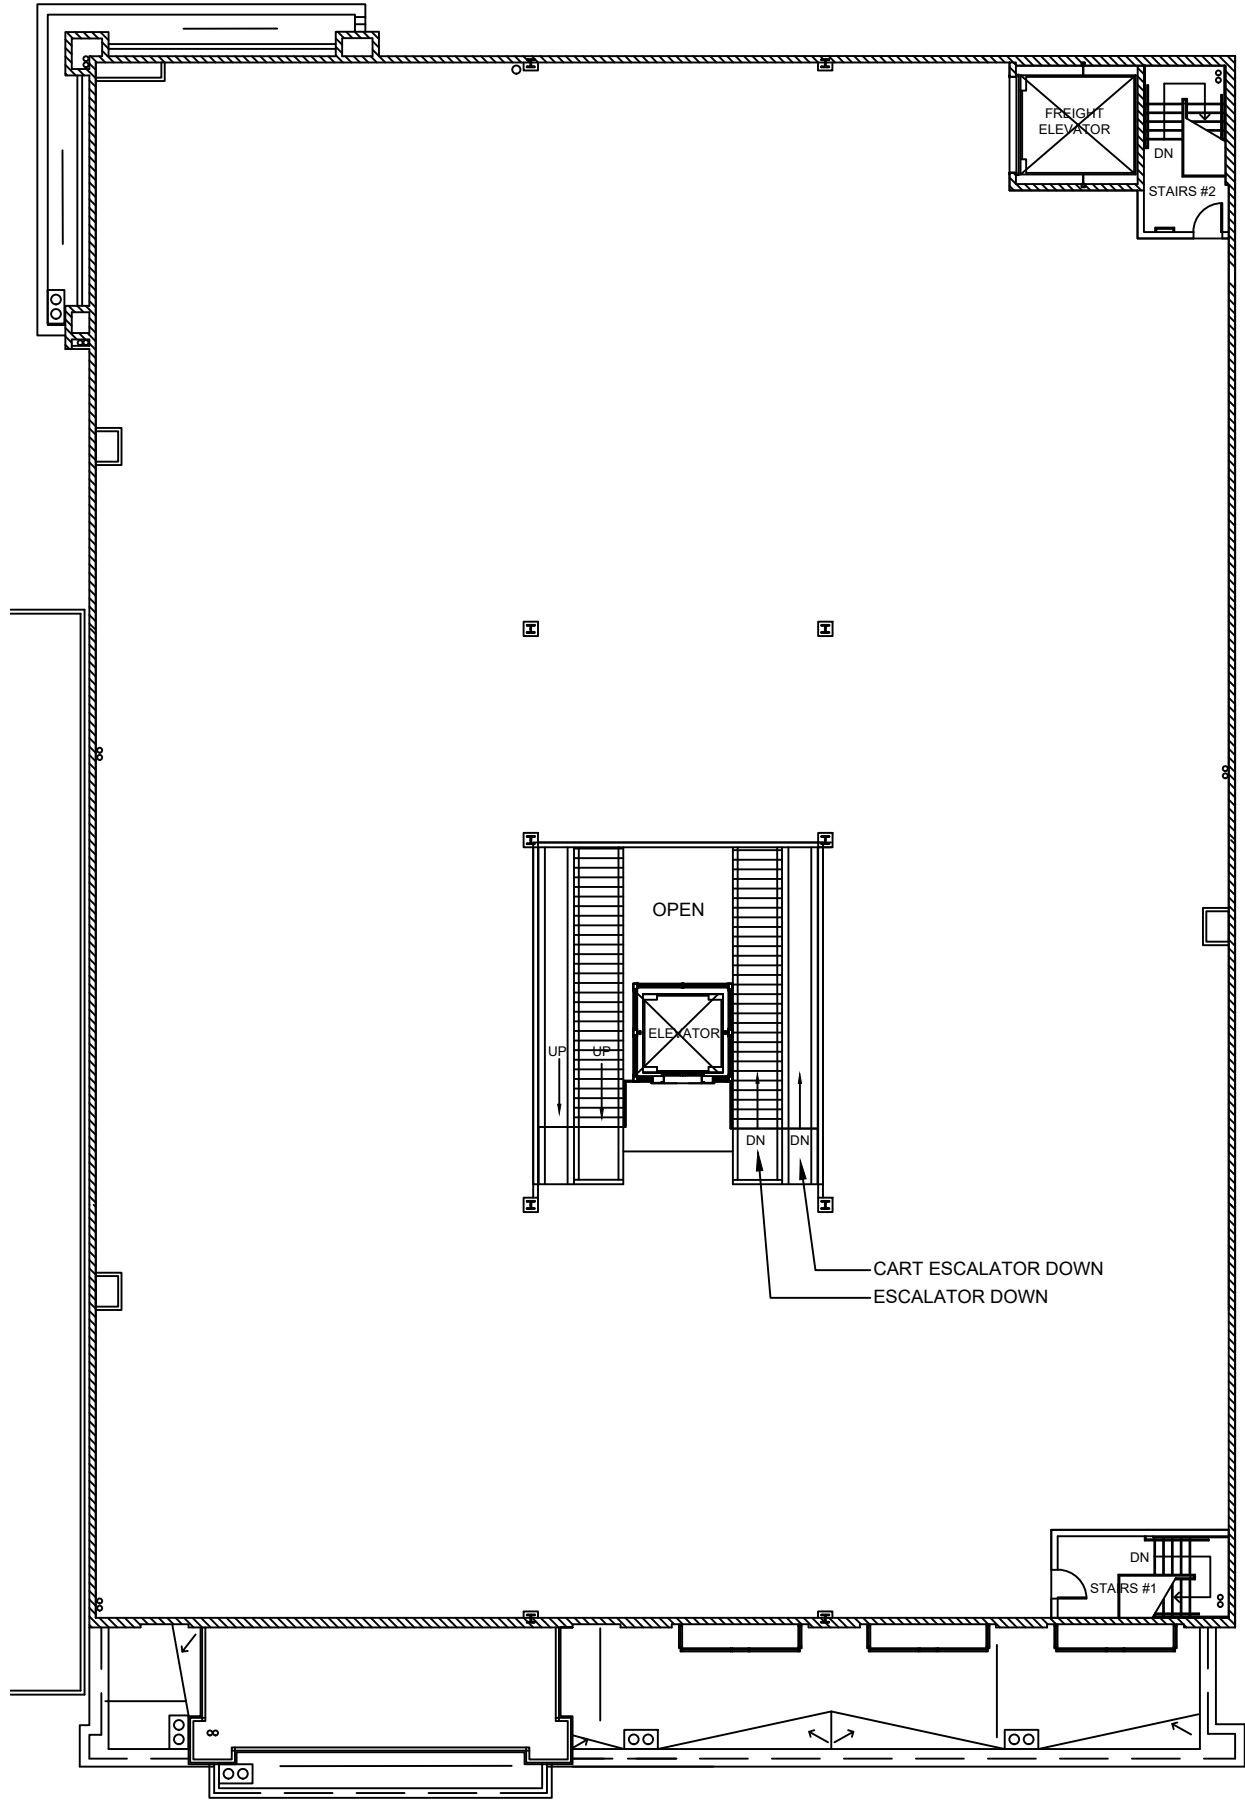 FREIGHT
ELEVATOR
DN
STAIRS #2
OPEN
ELEVATOR
UP
UP
DN
DN
CART ESCALATOR DOWN
ESCALATOR DOWN
DN
STAIRS #1